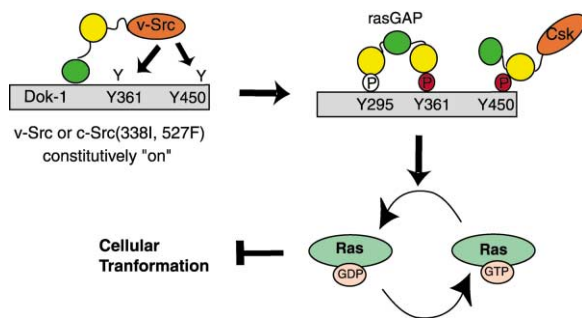 v-Src
rasGAP
Csk
Y
Y
P
P
P
Dok-1
Y361
Y450
Y295
Y361
Y450
v-Src or c-Src(338I, 527F)
constitutively "on"
Cellular
Tranformation
Ras
GDP
Ras
GTP